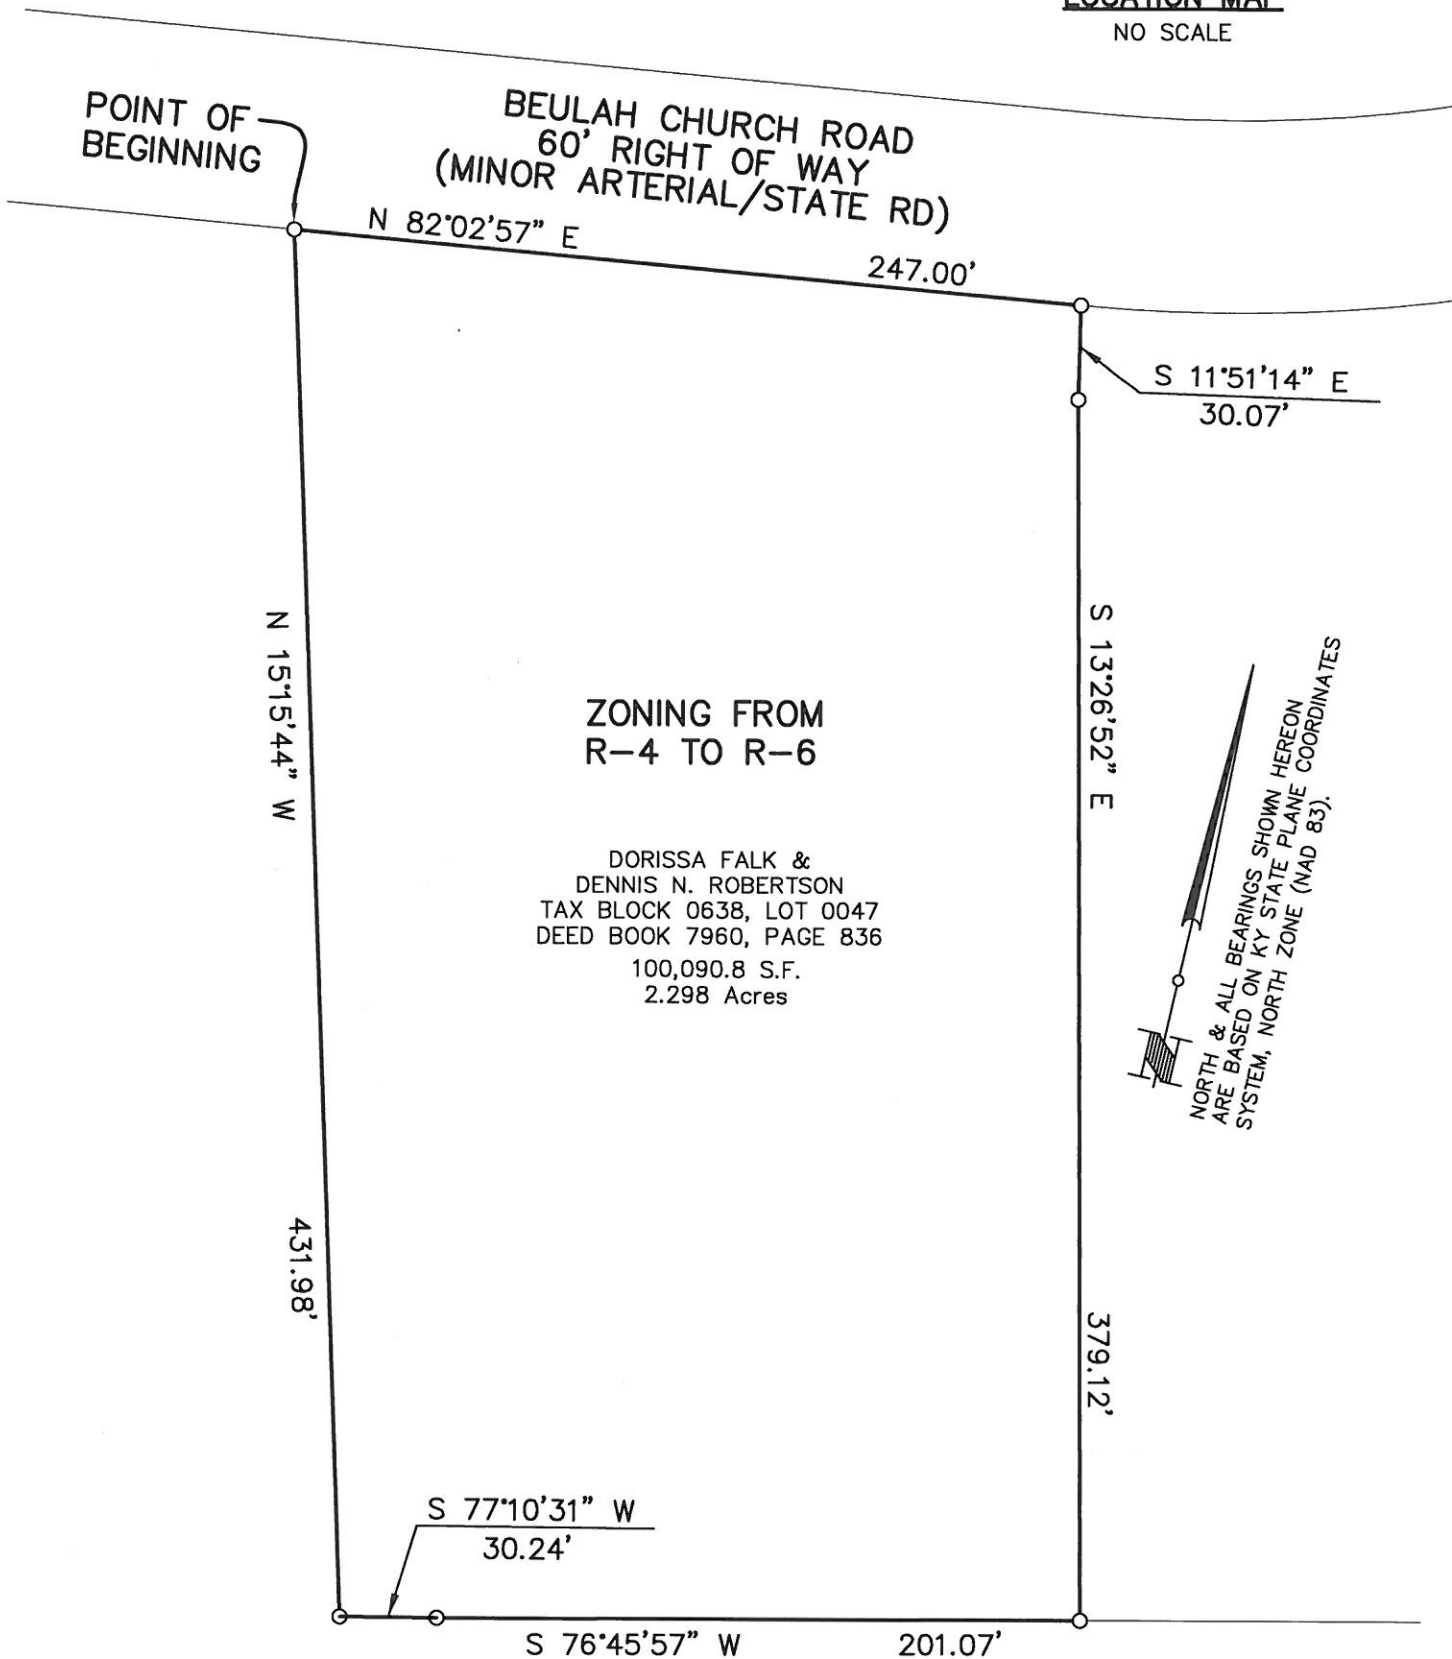 LOCATION MAP
NO SCALE
POINT OF
BEGINNING
BEULAH CHURCH ROAD
60' RIGHT OF WAY
(MINOR ARTERIAL/STATE RD)
N 82°02'57" E
247.00'
S 11°51'14" E
30.07'
N 15°15'44" W
431.98'
S 13°26'52" E
379.12'
ZONING FROM
R-4 TO R-6
DORISSA FALK &
DENNIS N. ROBERTSON
TAX BLOCK 0638, LOT 0047
DEED BOOK 7960, PAGE 836
100,090.8 S.F.
2.298 Acres
NORTH & ALL BEARINGS SHOWN HEREON
ARE BASED ON KY STATE PLANE COORDINATES
SYSTEM, NORTH ZONE (NAD 83).
N
S 77°10'31" W
30.24'
S 76°45'57" W
201.07'